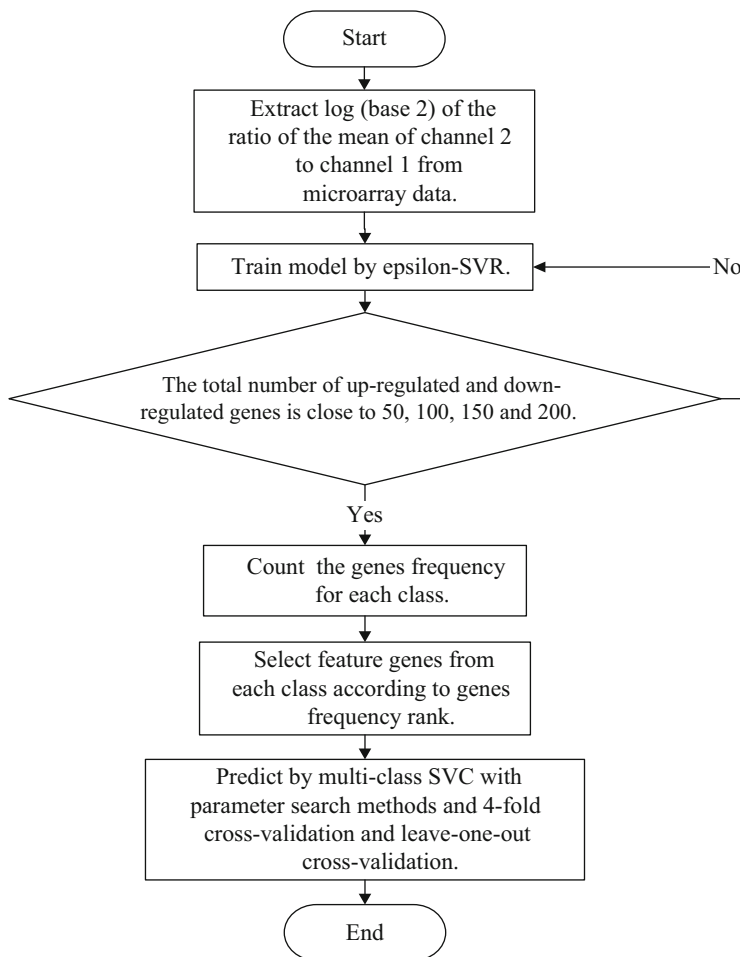 Start
Extract log (base 2) of the
ratio of the mean of channel 2
to channel 1 from
microarray data.
Train model by epsilon-SVR.
No
The total number of up-regulated and down-
regulated genes is close to 50, 100, 150 and 200.
Yes
Count the genes frequency
for each class.
Select feature genes from
each class according to genes
frequency rank.
Predict by multi-class SVC with
parameter search methods and 4-fold
cross-validation and leave-one-out
cross-validation.
End